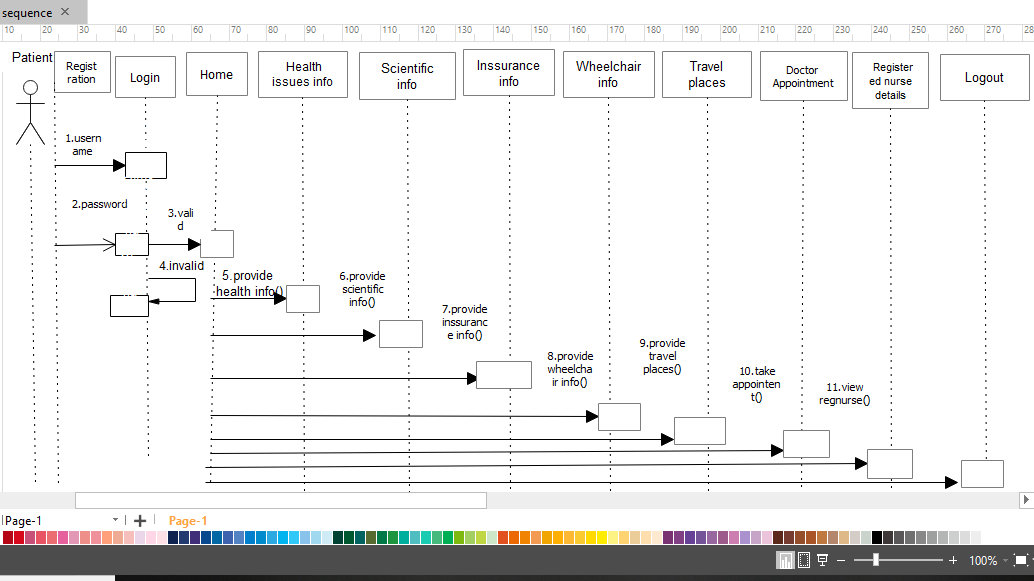 sequence
10 20 30 40 50 60 70 80 90 100 110 120 130 140 150 160 170 180 190 200 210 220 230 240 250 260 270 28
Patient
Regist
ration
Login
Home
Health
issues info
Scientific
info
Inssurance
info
Wheelchair
info
Travel
places
Doctor
Appointment
Register
ed nurse
details
Logout
1.usern
ame
2.password
3.vali
d
4.invalid
5.provide
health info()
6.provide
scientific
info()
7.provide
inssuranc
e info()
8.provide
wheelcha
ir info()
9.provide
travel
places()
10.take
appointen
t()
11.view
regnurse()
Page-1
Page-1
100%